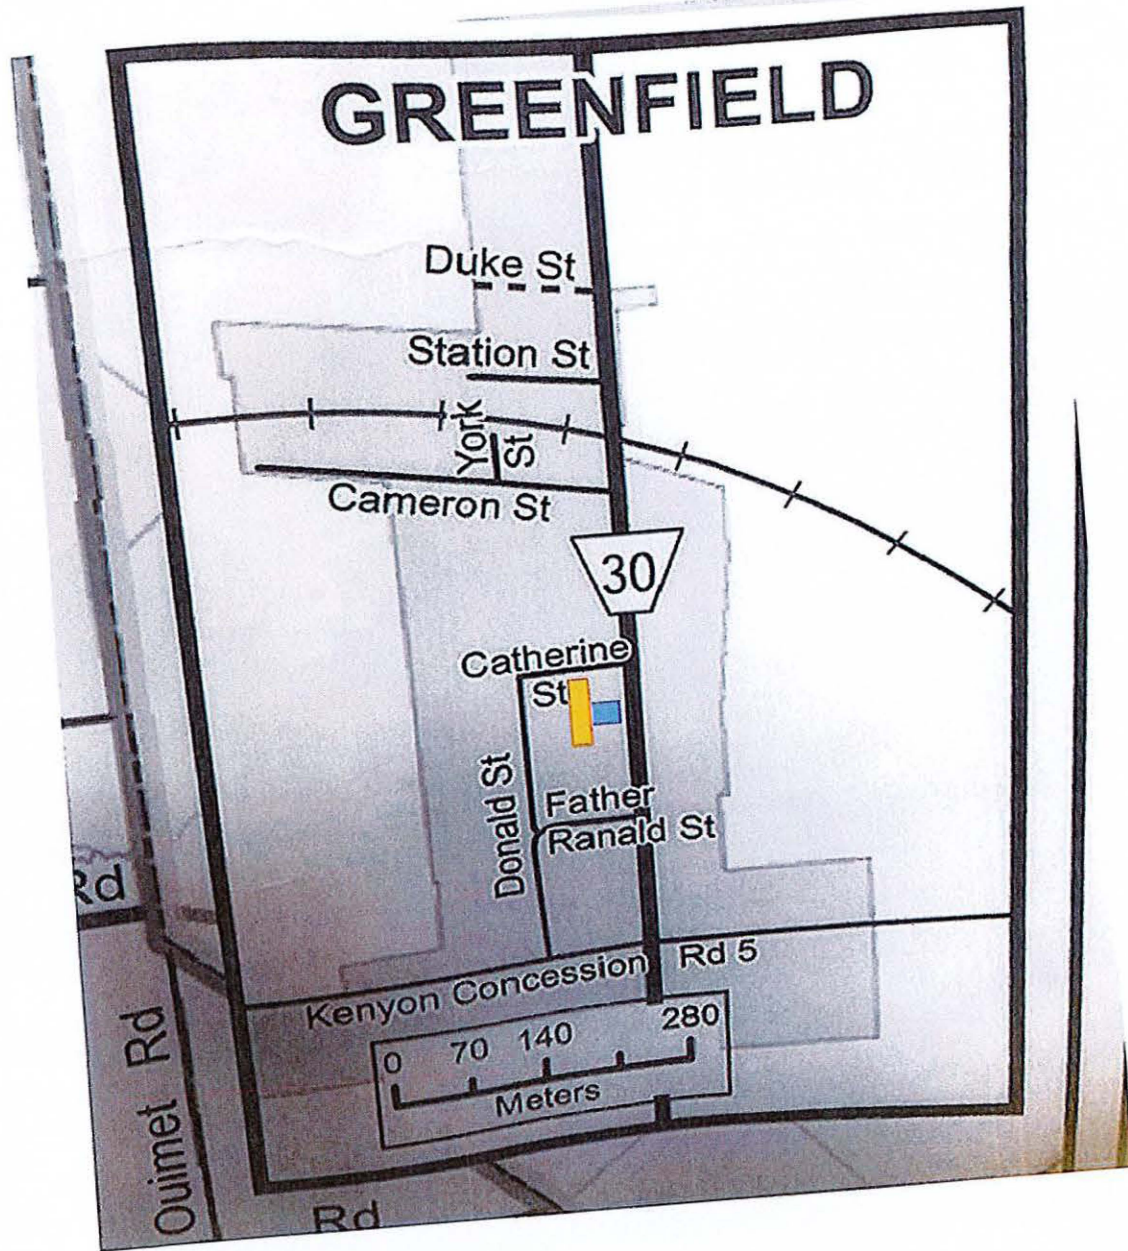 GREENFIELD
Duke St
Station St
York
St
Cameron St
30
Catherine
St
Donald St
Father
Ranald St
Rd
Kenyon Concession Rd 5
0 70 140 280
Meters
Ouimet Rd
Rd